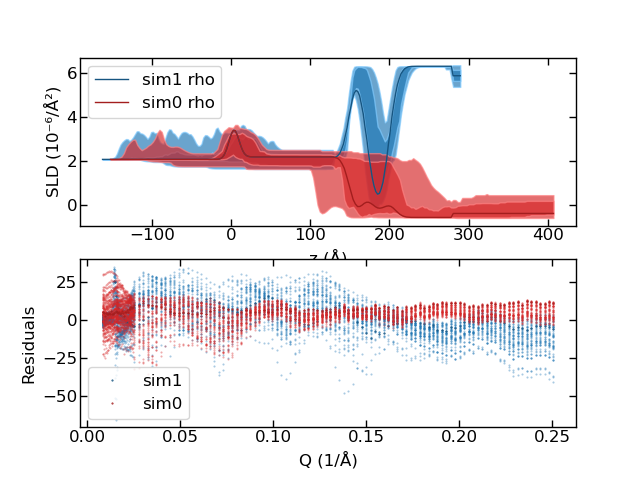 sim1 rho
sim0 rho
SLD (10⁻⁶/Å²)
6
4
2
0
−100
0
100
200
300
400
z (Å)
Residuals
25
0
−25
−50
sim1
sim0
0.00
0.05
0.10
0.15
0.20
0.25
Q (1/Å)